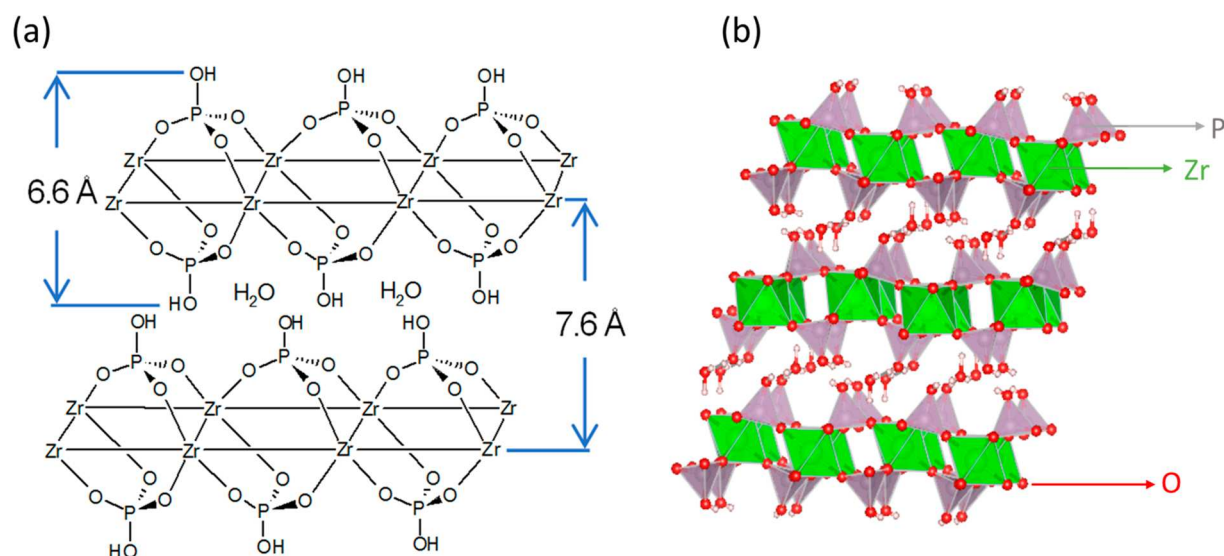 (a)
(b)
OH OH OH
P P P
O O O O O O
O O O
Zr Zr Zr Zr
6.6 Å
Zr Zr Zr Zr
O O O
O O O O O O
P P P
HO OH OH
H₂O H₂O
7.6 Å
OH OH HO
P P P
O O O O O O
O O O
Zr Zr Zr Zr
Zr Zr Zr Zr
O O O
O O O O O O
P P P
HO OH OH
P
Zr
O